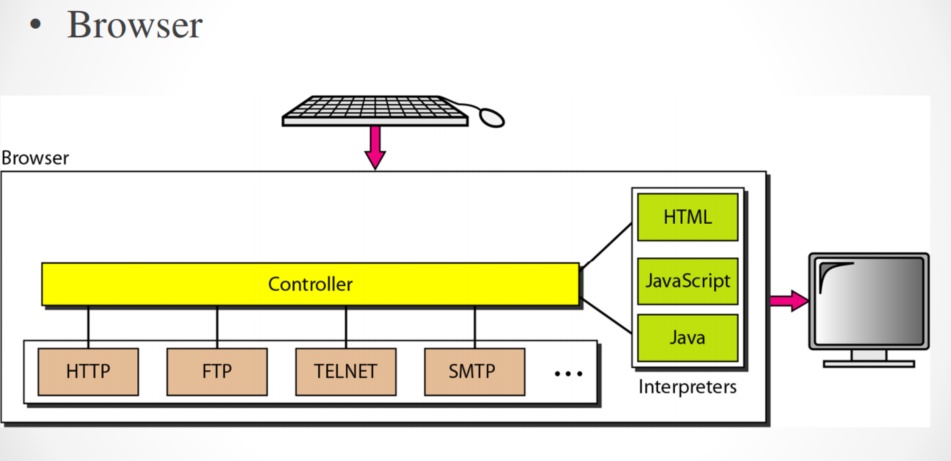 • Browser
Browser
HTML
Controller
JavaScript
Java
HTTP FTP TELNET SMTP ...
Interpreters